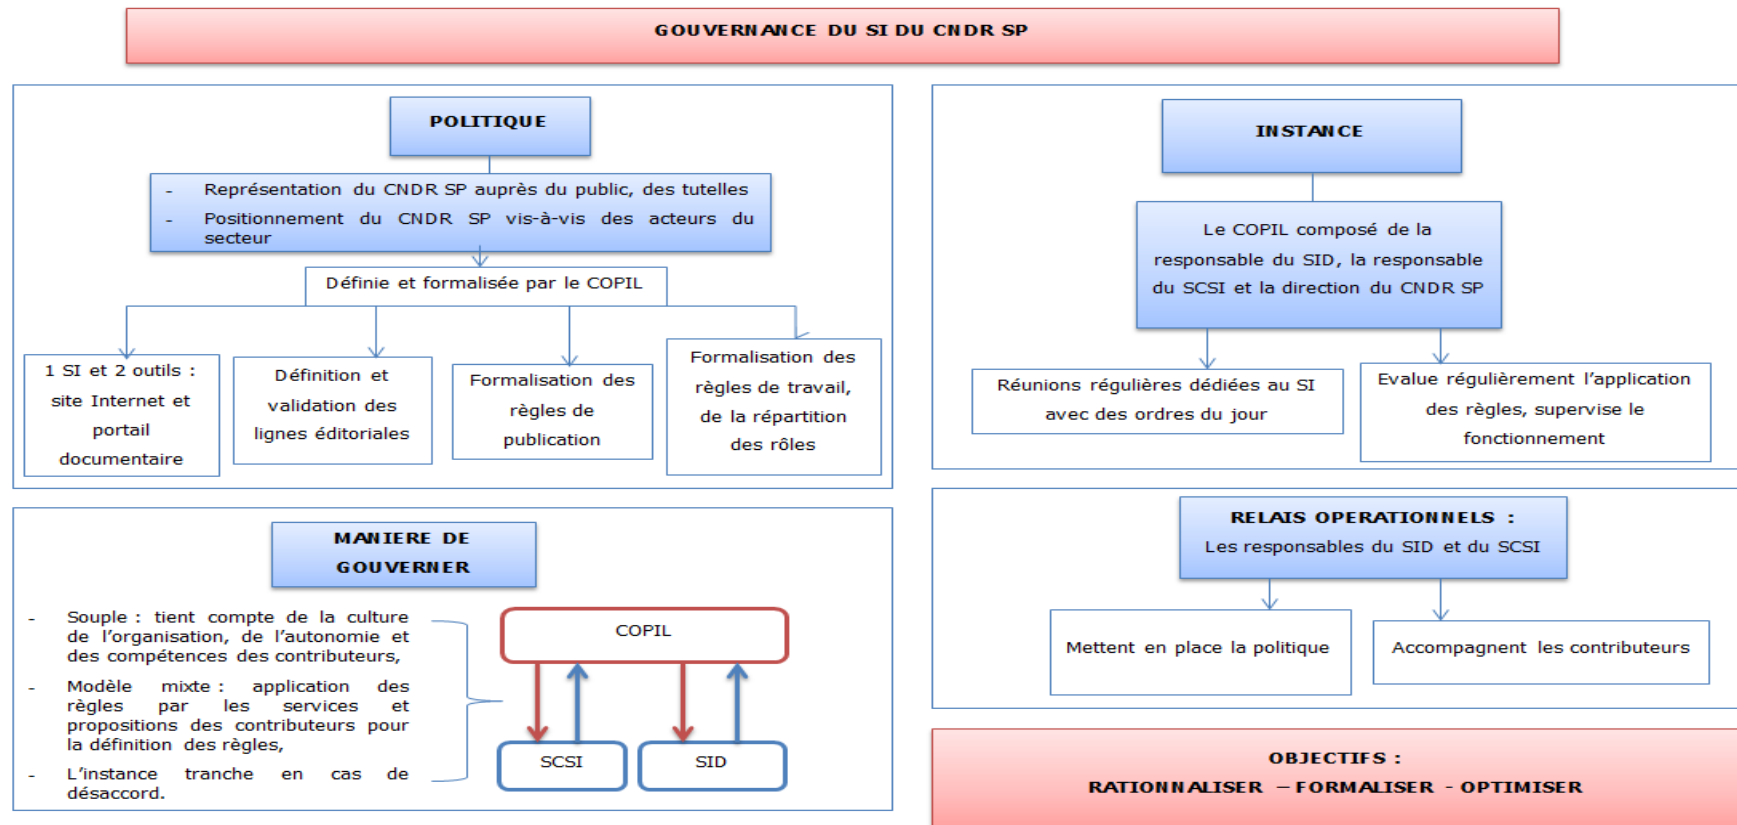 GOUVERNANCE DU SI DU CNDR SP
POLITIQUE
- Représentation du CNDR SP auprès du public, des tutelles
- Positionnement du CNDR SP vis-à-vis des acteurs du
secteur
Définie et formalisée par le COPIL
1 SI et 2 outils :
site Internet et
portail
documentaire
Définition et
validation des
lignes éditoriales
Formalisation des
règles de
publication
Formalisation des
règles de travail,
de la répartition
des rôles
INSTANCE
Le COPIL composé de la
responsable du SID, la responsable
du SCSI et la direction du CNDR SP
Réunions régulières dédiées au SI
avec des ordres du jour
Evalue régulièrement l'application
des règles, supervise le
fonctionnement
MANIERE DE
GOUVERNER
- Souple : tient compte de la culture
de l'organisation, de l'autonomie et
des compétences des contributeurs,
- Modèle mixte : application des
règles par les services et
propositions des contributeurs pour
la définition des règles,
- L'instance tranche en cas de
désaccord.
COPIL
SCSI
SID
RELAIS OPERATIONNELS :
Les responsables du SID et du SCSI
Mettent en place la politique
Accompagnent les contributeurs
OBJECTIFS :
RATIONNALISER – FORMALISER - OPTIMISER